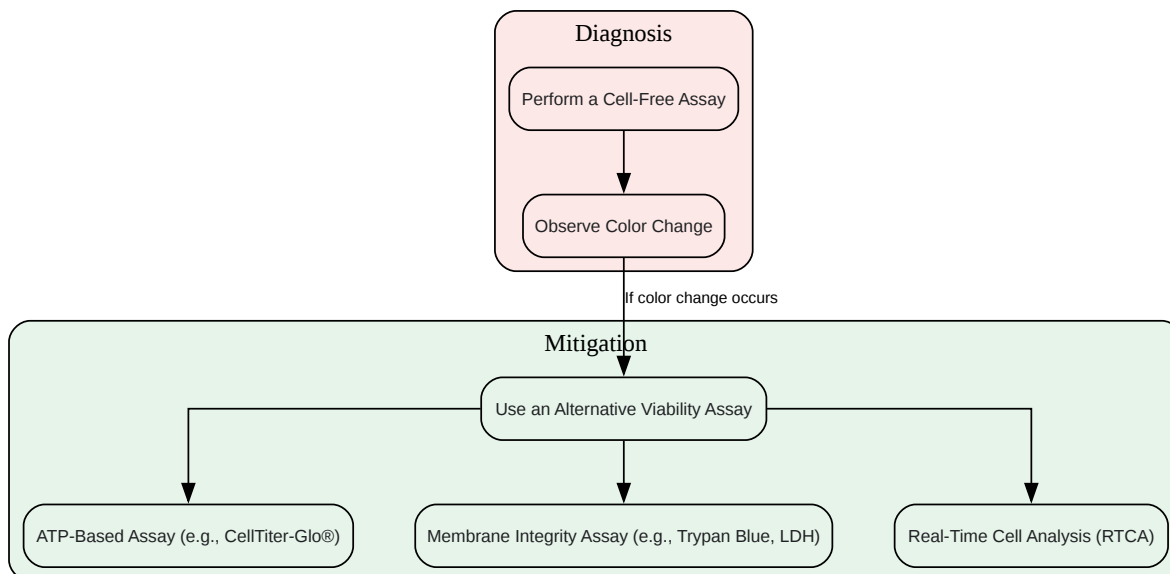 Diagnosis
Perform a Cell-Free Assay
Observe Color Change
If color change occurs
Mitigation
Use an Alternative Viability Assay
ATP-Based Assay (e.g., CellTiter-Glo®)
Membrane Integrity Assay (e.g., Trypan Blue, LDH)
Real-Time Cell Analysis (RTCA)